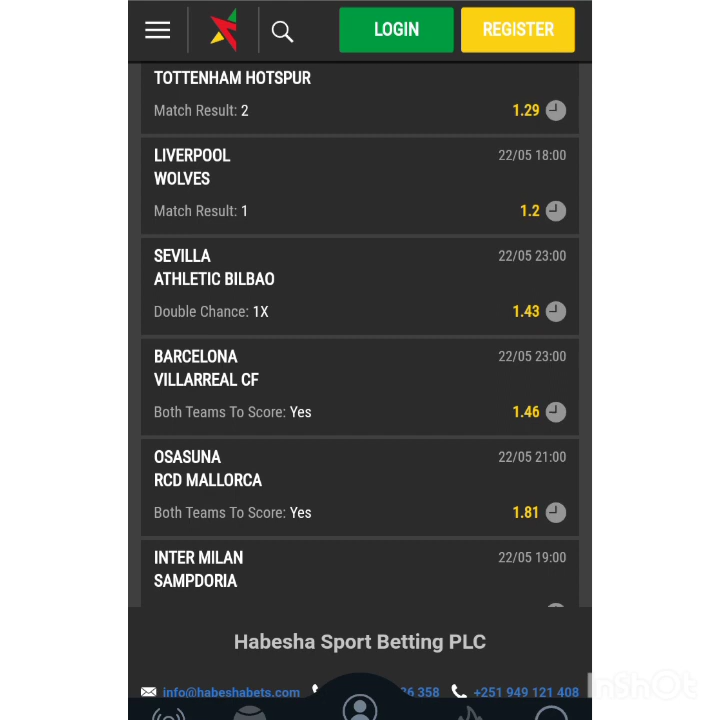 LOGIN
REGISTER
TOTTENHAM HOTSPUR
Match Result: 2 1.29
LIVERPOOL 22/05 18:00
WOLVES
Match Result: 1 1.2
SEVILLA 22/05 23:00
ATHLETIC BILBAO
Double Chance: 1X 1.43
BARCELONA 22/05 23:00
VILLARREAL CF
Both Teams To Score: Yes 1.46
OSASUNA 22/05 21:00
RCD MALLORCA
Both Teams To Score: Yes 1.81
INTER MILAN 22/05 19:00
SAMPDORIA
Habesha Sport Betting PLC
info@habeshabets.com 358 +251 949 121 408
InShOt